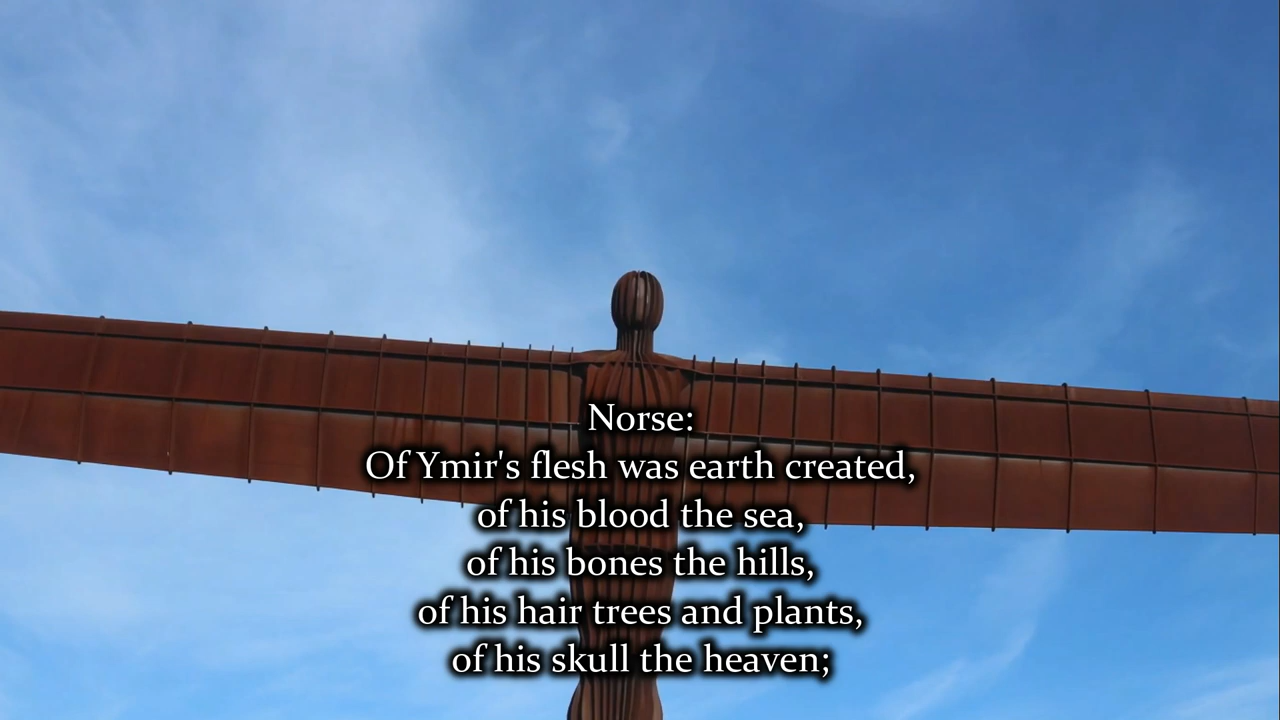 Norse:
Of Ymir's flesh was earth created,
of his blood the sea,
of his bones the hills,
of his hair trees and plants,
of his skull the heaven;